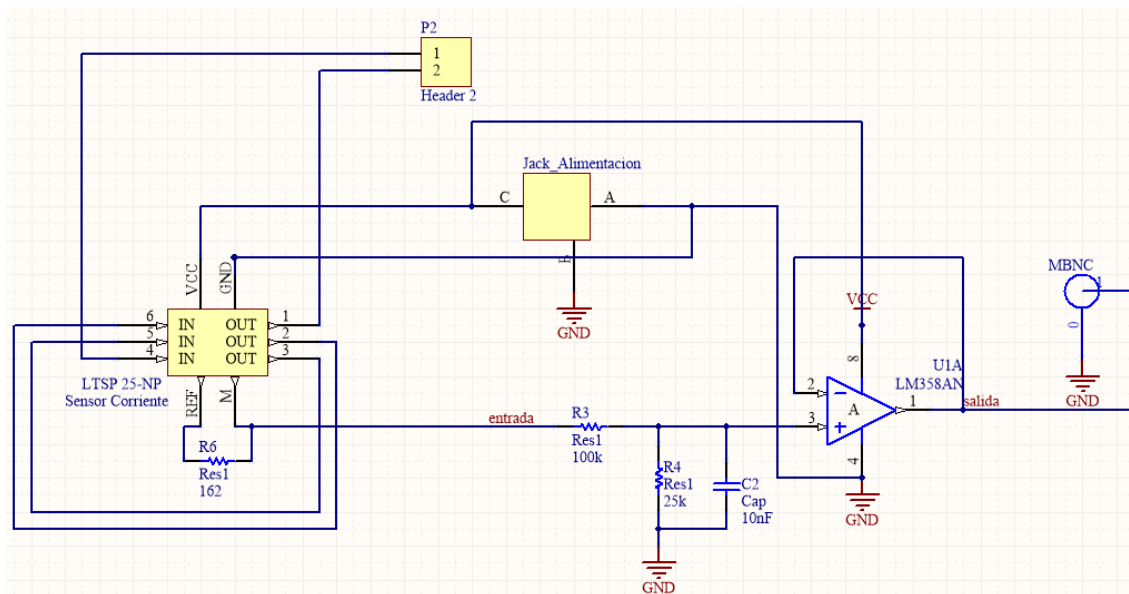 P2
1
2
Header 2
Jack_Alimentacion
C
A
VCC
GND
GND
6
IN
OUT
1
5
IN
OUT
2
4
IN
OUT
3
LTSP 25-NP
Sensor Corriente
REF
M
R6
Res1
162
entrada
R3
Res1
100k
R4
Res1
25k
C2
Cap
10nF
GND
VCC
8
U1A
LM358AN
2
A
1
salida
3
4
GND
MBNC
1
0
GND